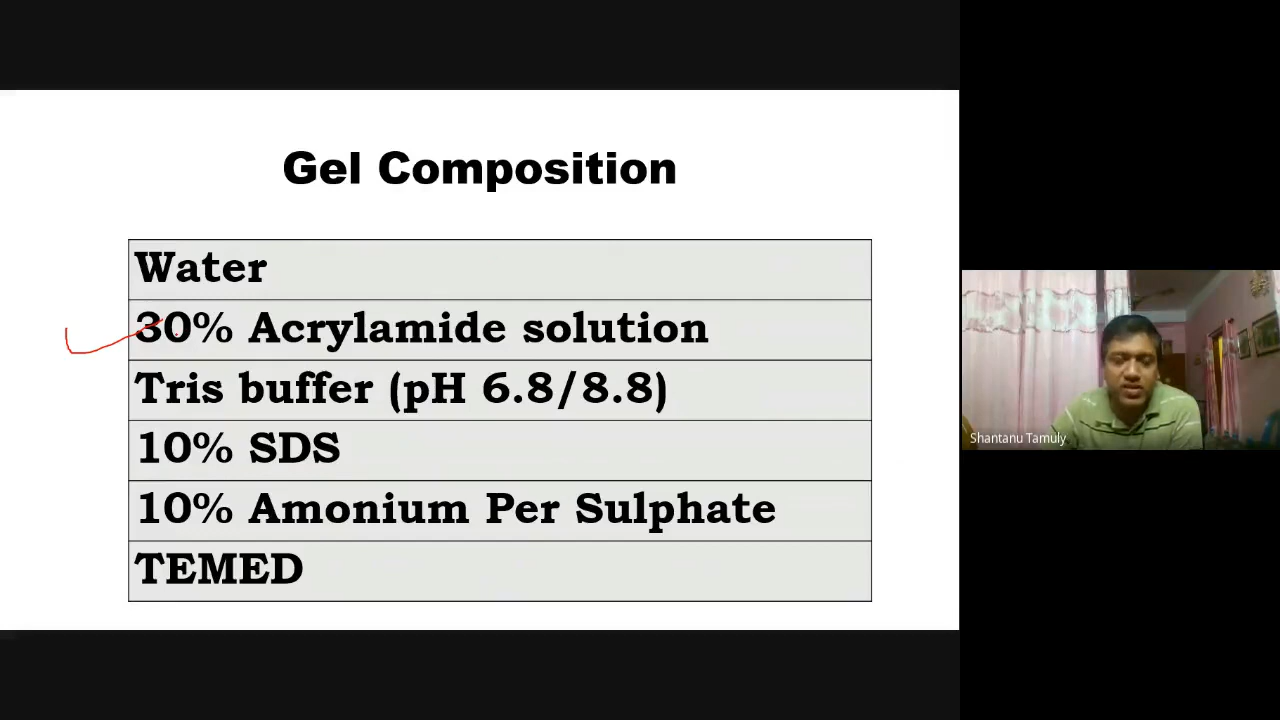 Gel Composition
Water
30% Acrylamide solution
Tris buffer (pH 6.8/8.8)
10% SDS
10% Amonium Per Sulphate
TEMED
Shantanu Tamuly